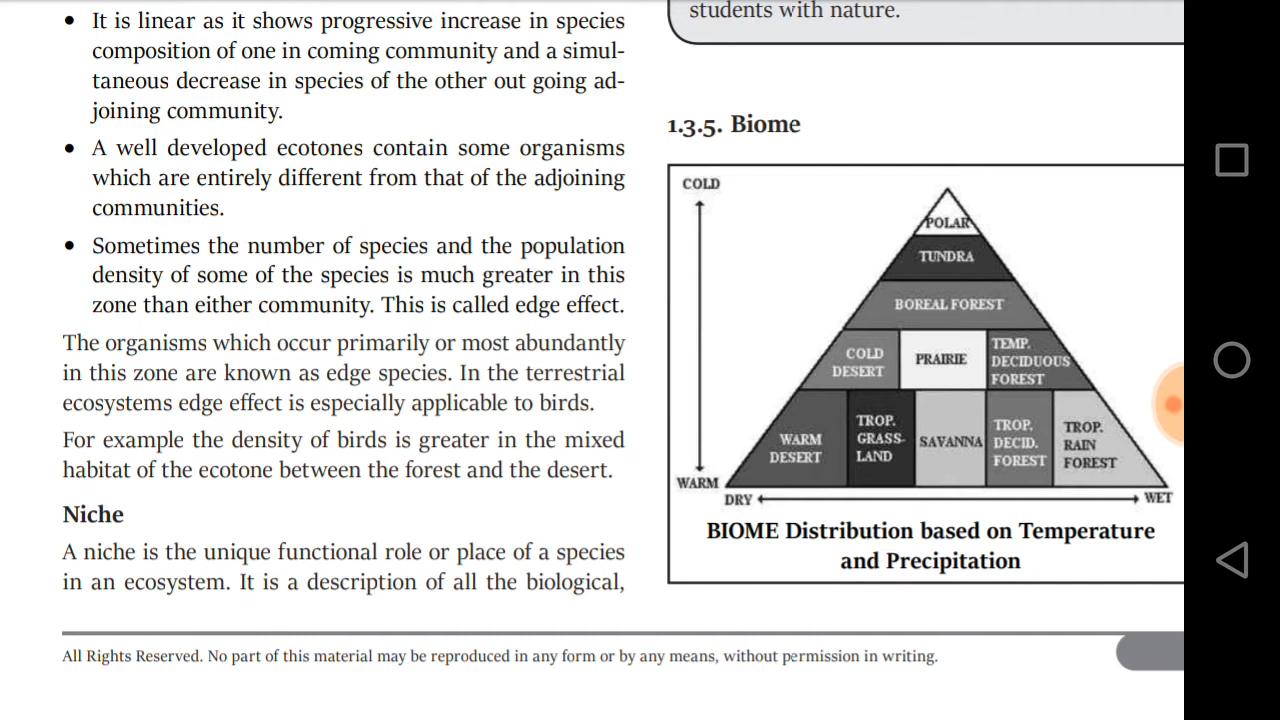 • It is linear as it shows progressive increase in species
composition of one in coming community and a simul-
taneous decrease in species of the other out going ad-
joining community.
• A well developed ecotones contain some organisms
which are entirely different from that of the adjoining
communities.
• Sometimes the number of species and the population
density of some of the species is much greater in this
zone than either community. This is called edge effect.
The organisms which occur primarily or most abundantly
in this zone are known as edge species. In the terrestrial
ecosystems edge effect is especially applicable to birds.
For example the density of birds is greater in the mixed
habitat of the ecotone between the forest and the desert.
Niche
A niche is the unique functional role or place of a species
in an ecosystem. It is a description of all the biological,
students with nature.
1.3.5. Biome
COLD
POLAR
TUNDRA
BOREAL FOREST
COLD
DESERT
PRAIRIE
TEMP.
DECIDUOUS
FOREST
WARM
DESERT
TROP.
GRASS-
LAND
SAVANNA
TROP.
DECID.
FOREST
TROP.
RAIN
FOREST
WARM
DRY
WET
BIOME Distribution based on Temperature
and Precipitation
All Rights Reserved. No part of this material may be reproduced in any form or by any means, without permission in writing.